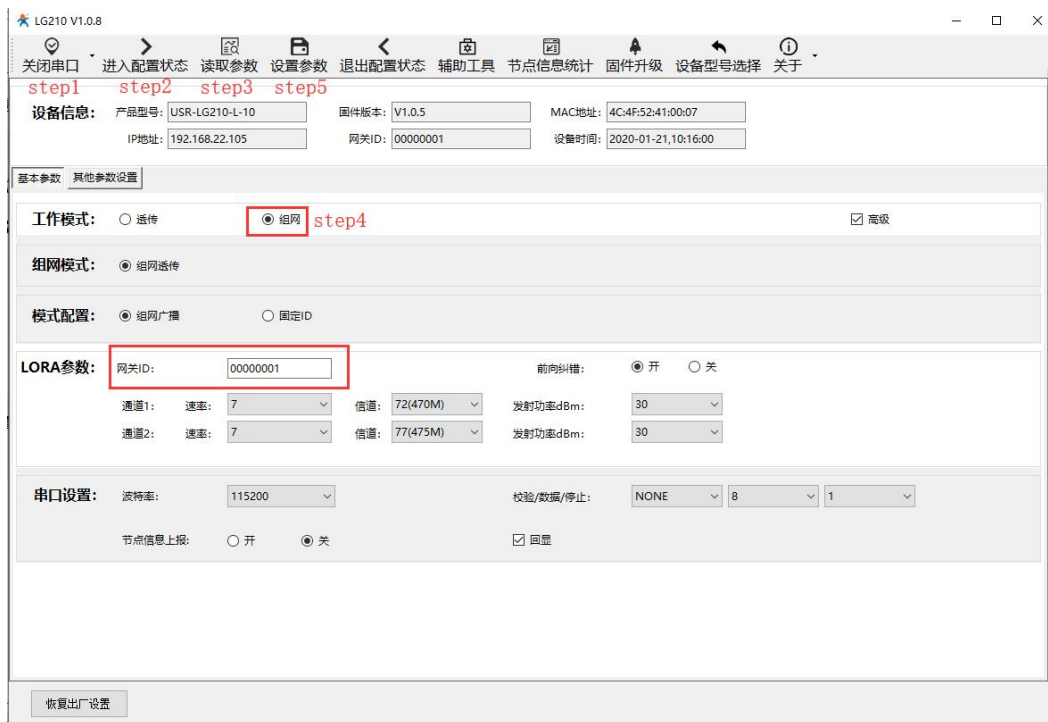 LG210 V1.0.8
关闭串口 进入配置状态 读取参数 设置参数 退出配置状态 辅助工具 节点信息统计 固件升级 设备型号选择 关于
step1 step2 step3 step5
设备信息: 产品型号: USR-LG210-L-10 固件版本: V1.0.5 MAC地址: 4C:4F:52:41:00:07
IP地址: 192.168.22.105 网关ID: 00000001 设备时间: 2020-01-21,10:16:00
基本参数 其他参数设置
工作模式: 透传 组网 step4 高级
组网模式: 组网透传
模式配置: 组网广播 固定ID
LORA参数: 网关ID: 00000001 前向纠错: 开 关
通道1: 速率: 7 信道: 72(470M) 发射功率dBm: 30
通道2: 速率: 7 信道: 77(475M) 发射功率dBm: 30
串口设置: 波特率: 115200 校验/数据/停止: NONE 8 1
节点信息上报: 开 关 回显
恢复出厂设置